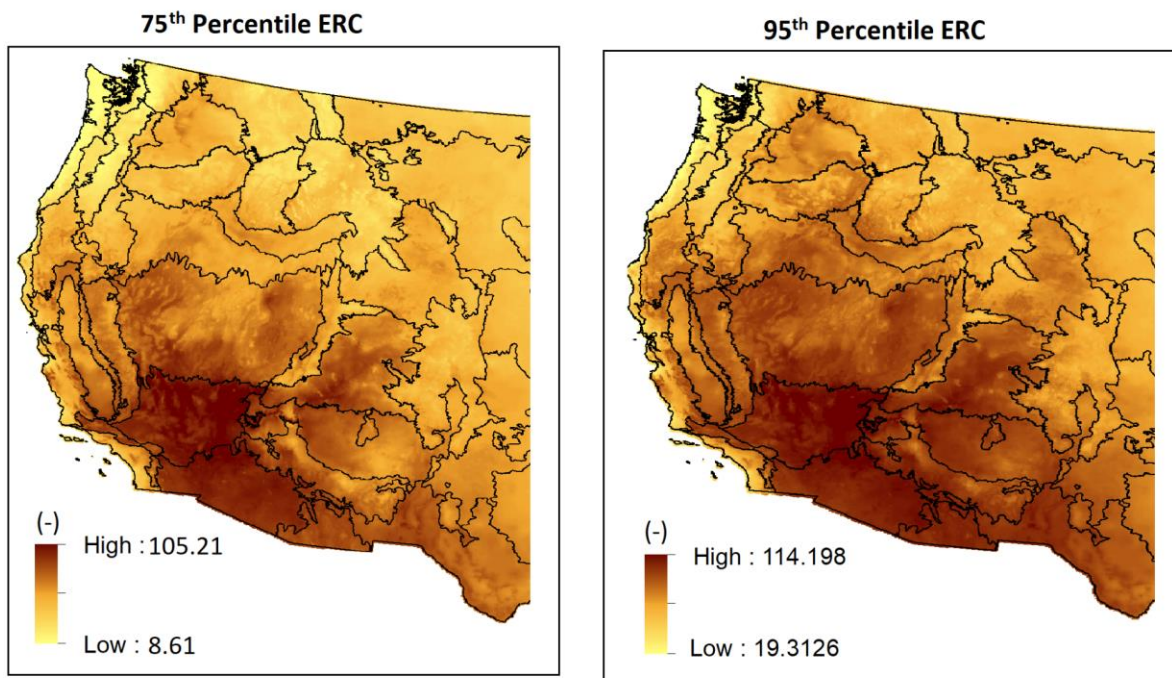 75th Percentile ERC
(-)
High : 105.21
Low : 8.61
95th Percentile ERC
(-)
High : 114.198
Low : 19.3126